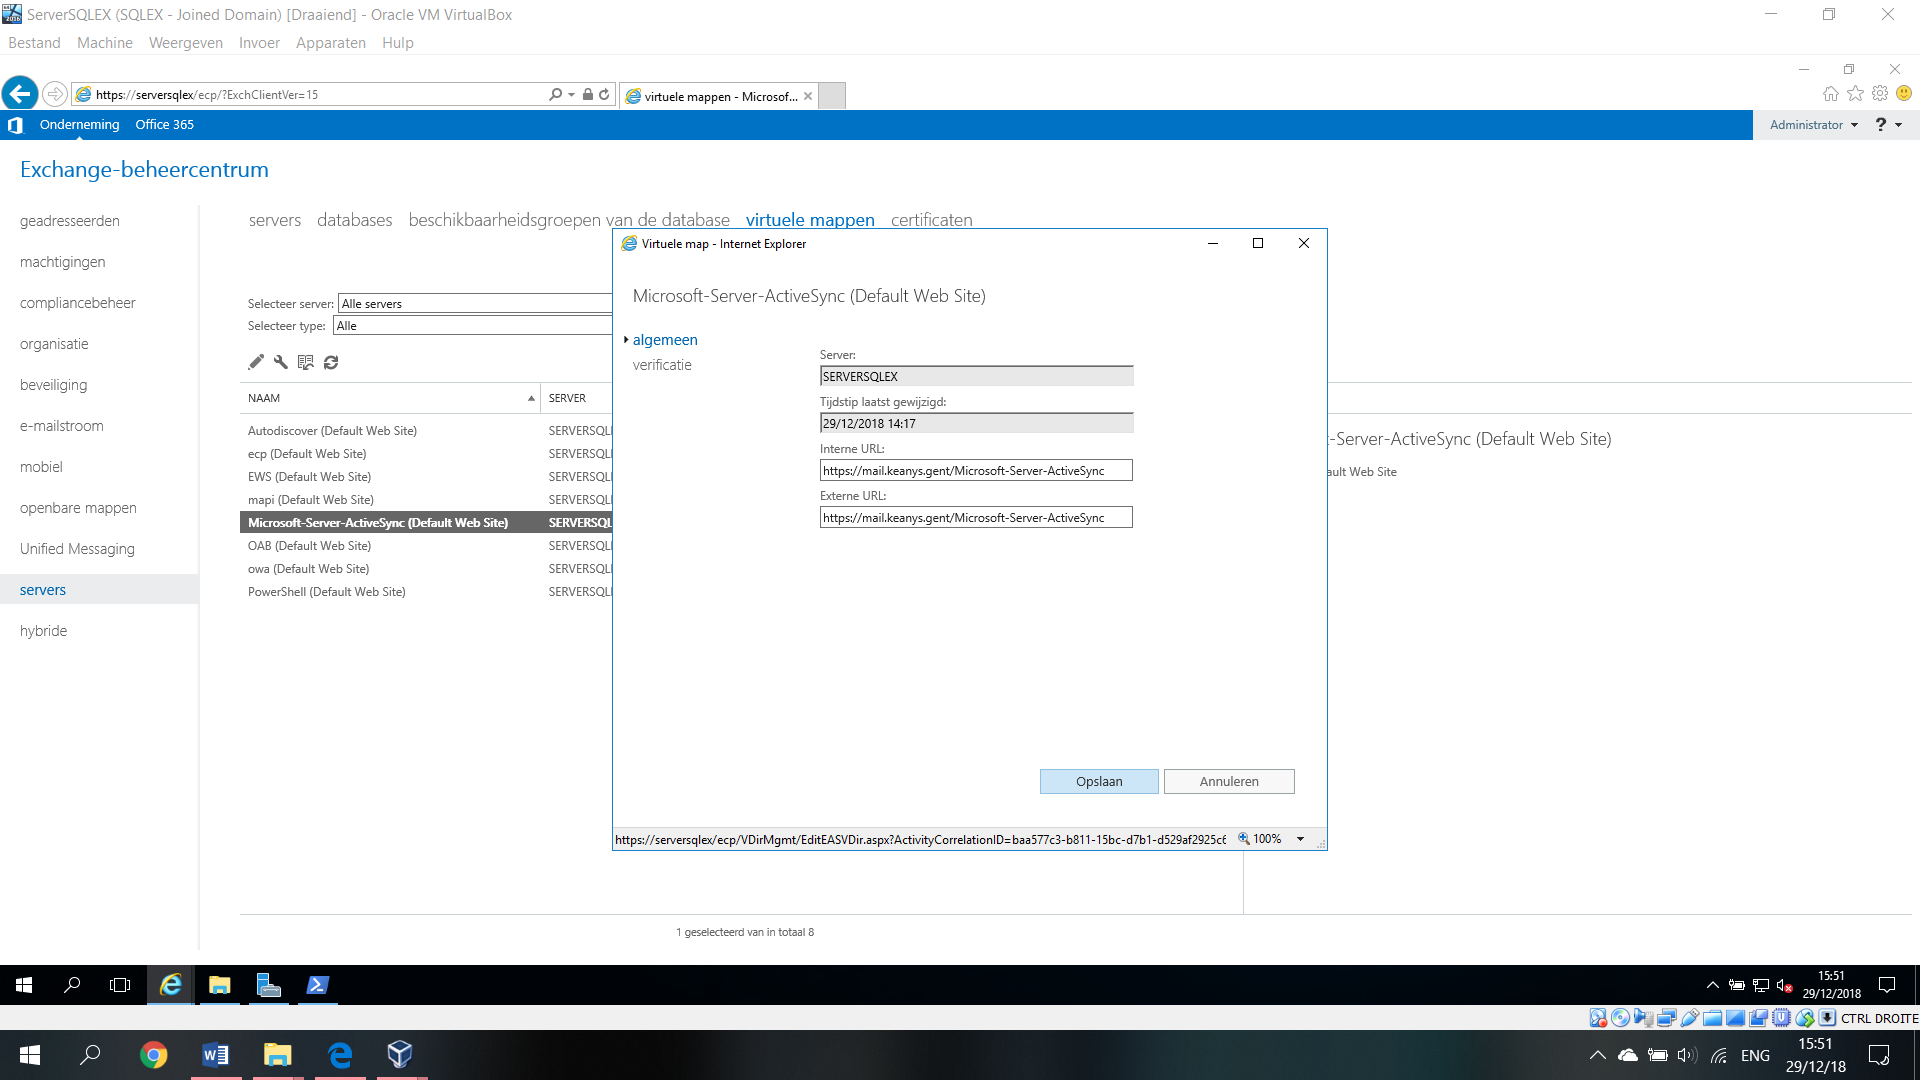 ServerSQLEX (SQLEX - Joined Domain) [Draaiend] - Oracle VM VirtualBox
Bestand Machine Weergeven Invoer Apparaten Hulp
https://serversqlex/ecp/?ExchClientVer=15
virtuele mappen - Microsof...
Onderneming Office 365
Administrator ?
Exchange-beheercentrum
geadresseerden
machtigingen
compliancebeheer
organisatie
beveiliging
e-mailstroom
mobiel
openbare mappen
Unified Messaging
servers
hybride
servers databases beschikbaarheidsgroepen van de database virtuele mappen certificaten
Selecteer server: Alle servers
Selecteer type: Alle
NAAM SERVER
Autodiscover (Default Web Site) SERVERSQL
ecp (Default Web Site) SERVERSQL
EWS (Default Web Site) SERVERSQL
mapi (Default Web Site) SERVERSQL
Microsoft-Server-ActiveSync (Default Web Site) SERVERSQL
OAB (Default Web Site) SERVERSQL
owa (Default Web Site) SERVERSQL
PowerShell (Default Web Site) SERVERSQL
1 geselecteerd van in totaal 8
t-Server-ActiveSync (Default Web Site)
ault Web Site
Virtuele map - Internet Explorer
Microsoft-Server-ActiveSync (Default Web Site)
algemeen
verificatie
Server:
SERVERSQLEX
Tijdstip laatst gewijzigd:
29/12/2018 14:17
Interne URL:
https://mail.keanys.gent/Microsoft-Server-ActiveSync
Externe URL:
https://mail.keanys.gent/Microsoft-Server-ActiveSync
Opslaan Annuleren
https://serversqlex/ecp/VDirMgmt/EditEASVDir.aspx?ActivityCorrelationID=baa577c3-b811-15bc-d7b1-d529af2925c6 100%
15:51
29/12/2018
CTRL DROITE
ENG
15:51
29/12/18